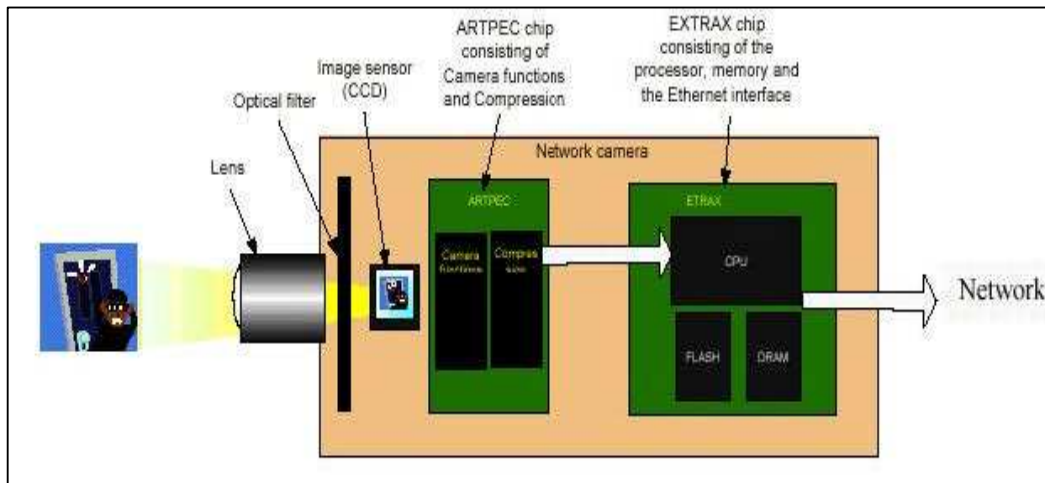 ARTPEC chip
consisting of
Camera functions
and Compression
EXTRAX chip
consisting of the
processor, memory and
the Ethernet interface
Image sensor
(CCD)
Optical filter
Lens
Network camera
ARTPEC
Camera
functions
Compres
sion
ETRAX
CPU
FLASH
DRAM
Network